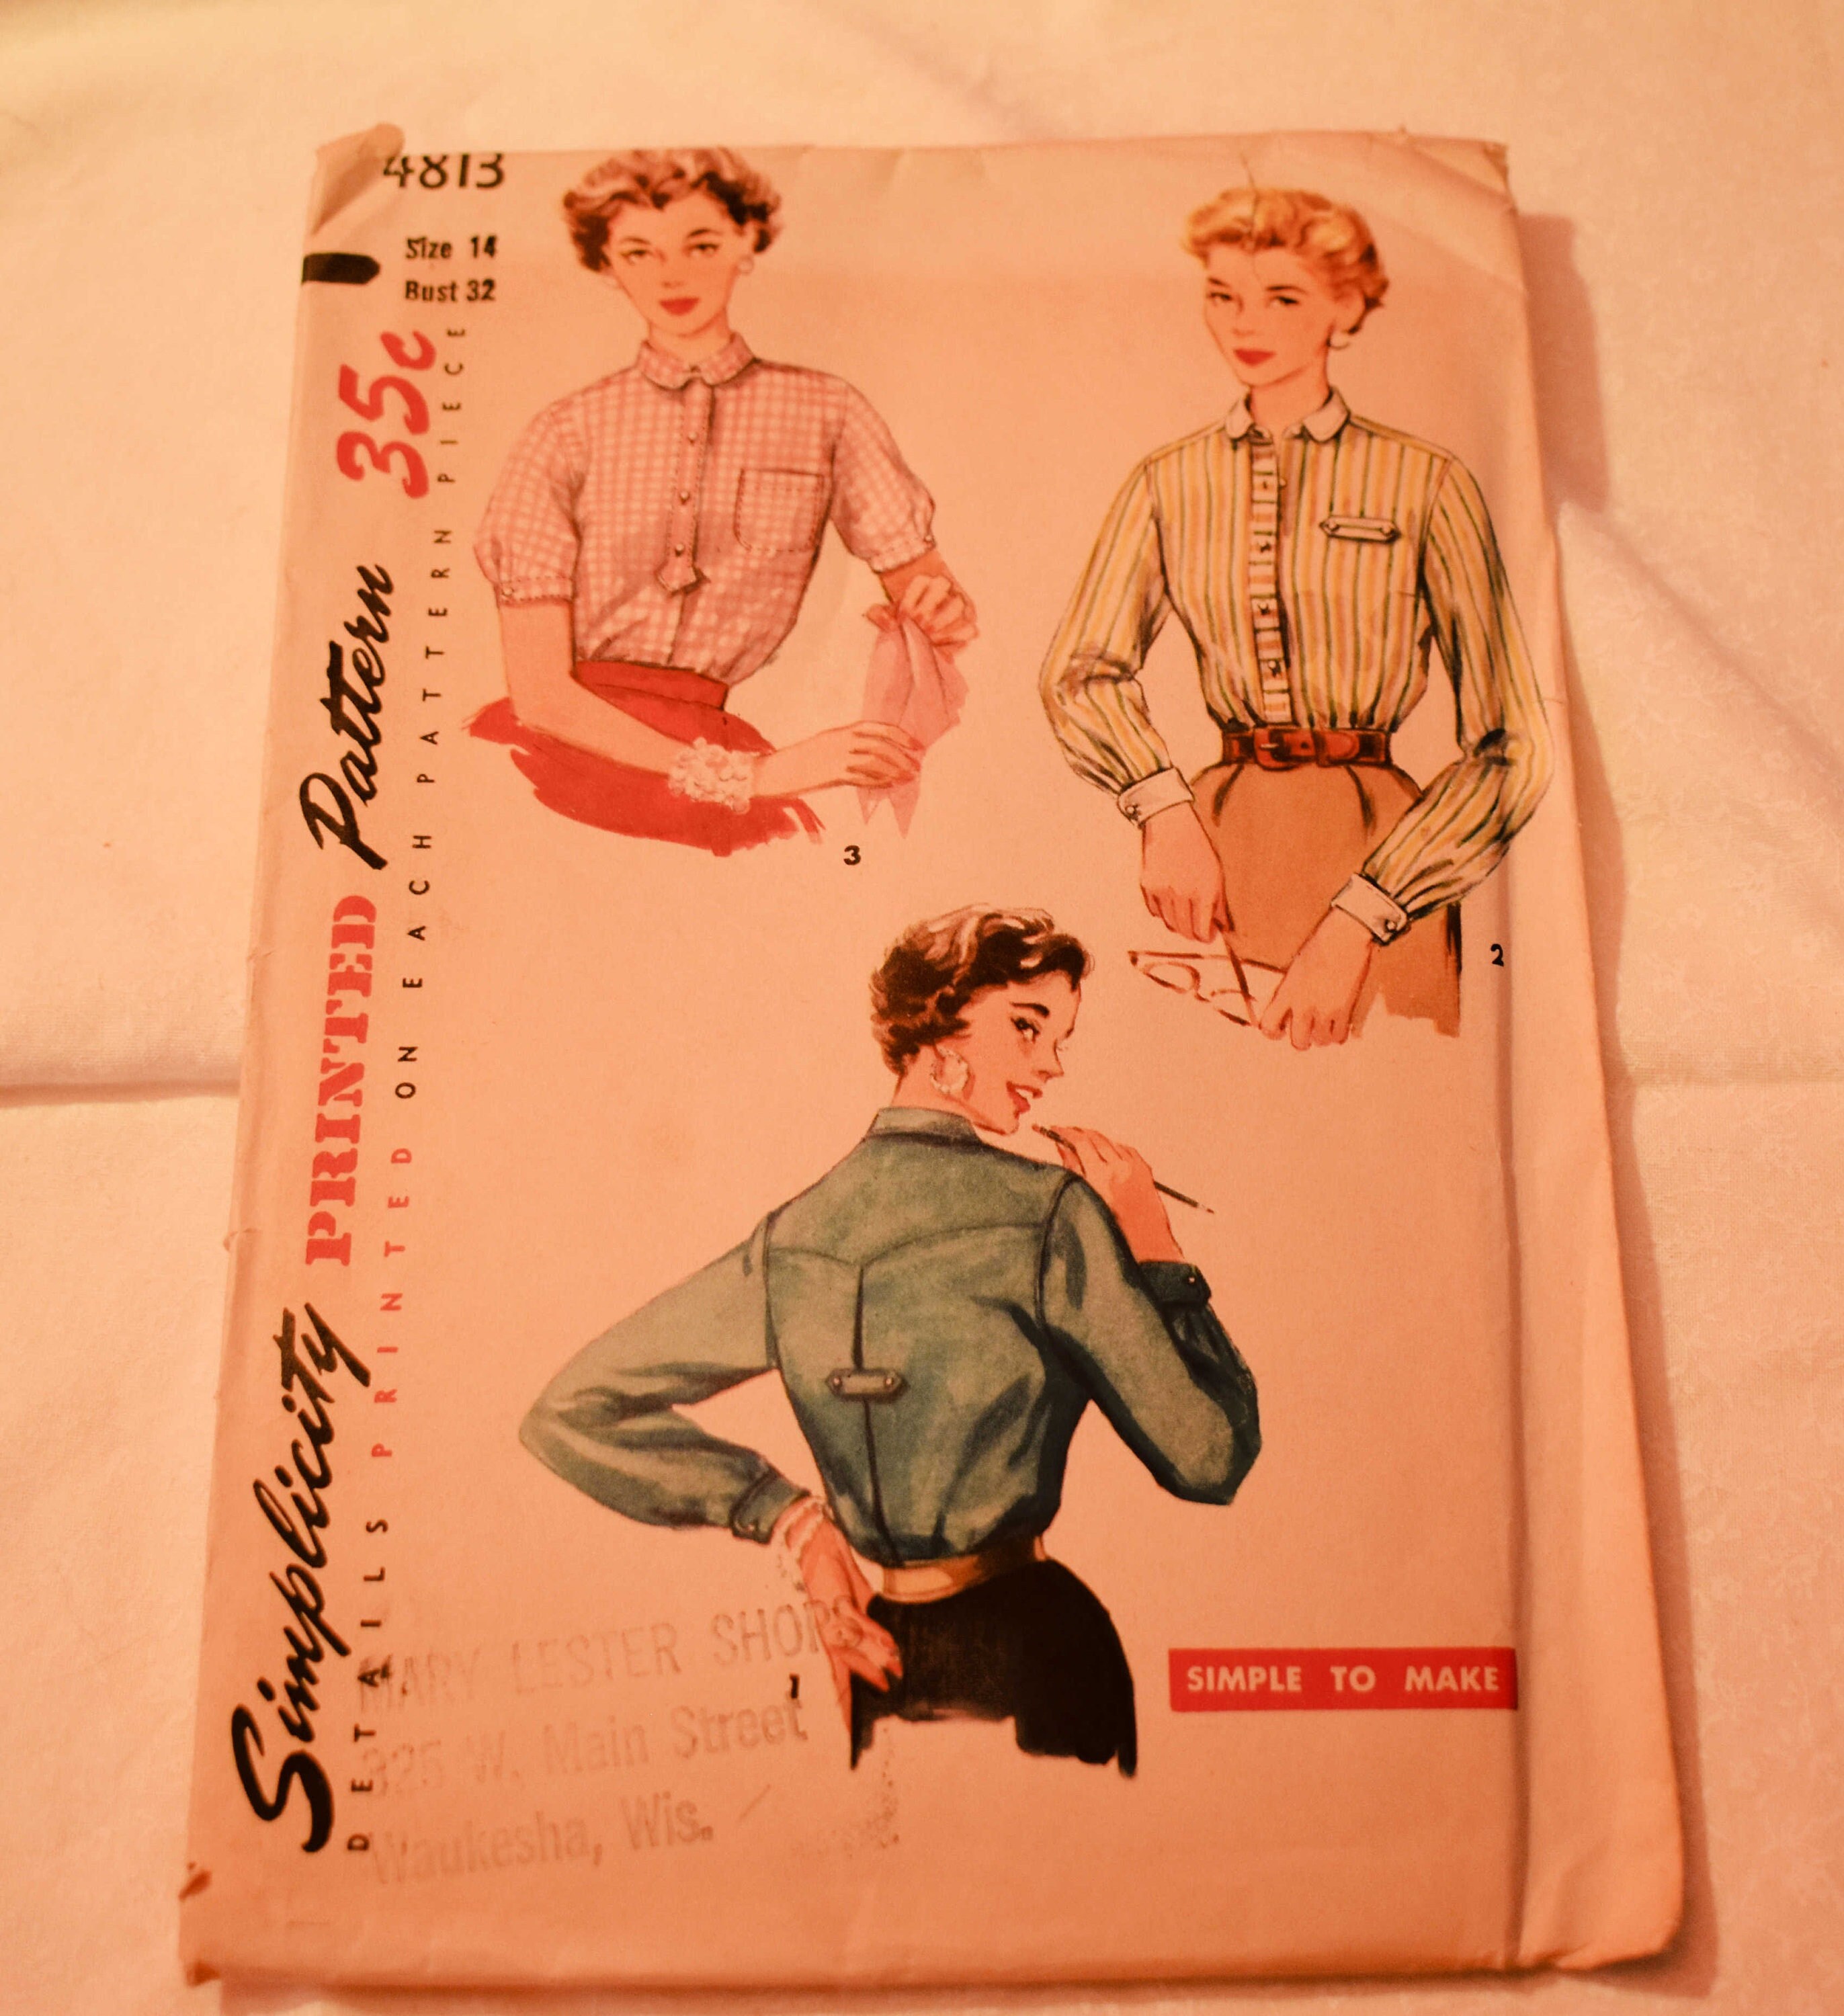 4813
Size 14
Bust 32
Simplicity PRINTED Pattern 35c
DETAILS PRINTED ON EACH PATTERN PIECE
3
2
1
SIMPLE TO MAKE
MARY LESTER SHOPS
325 W. Main Street
Waukesha, Wis.